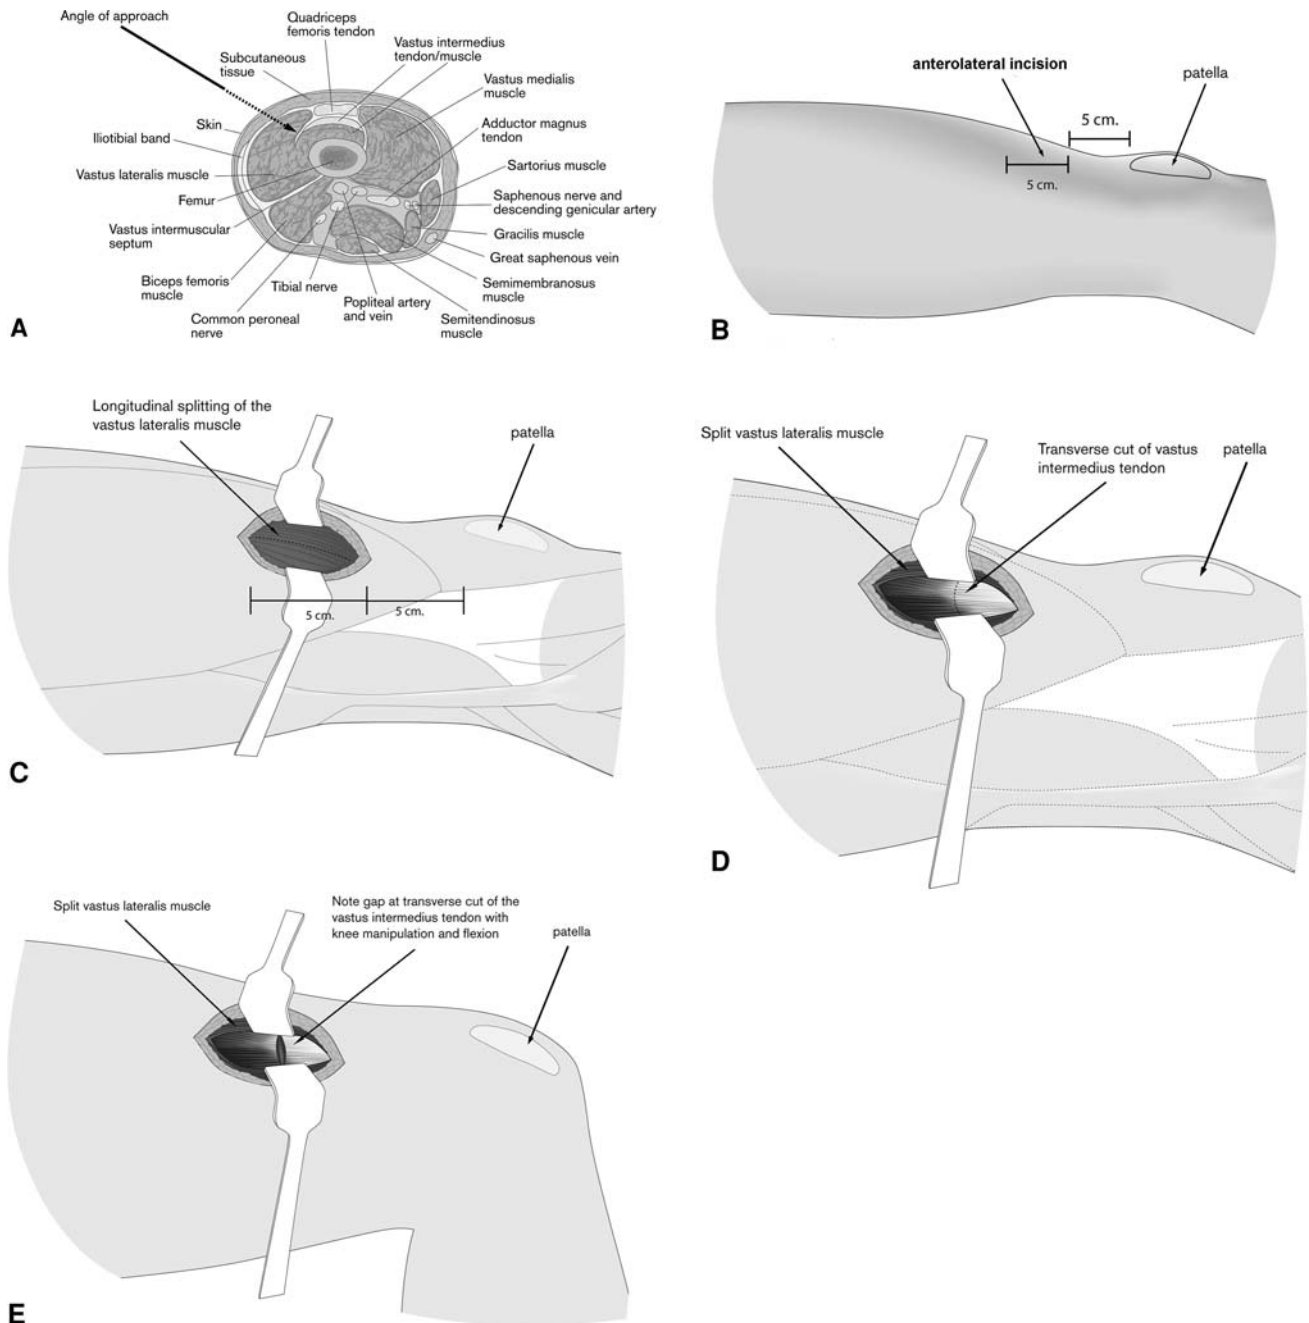 Angle of approach
Quadriceps
femoris tendon
Vastus intermedius
tendon/muscle
Subcutaneous
tissue
Vastus medialis
muscle
Skin
Adductor magnus
tendon
Iliotibial band
Sartorius muscle
Vastus lateralis muscle
Femur
Saphenous nerve and
descending genicular artery
Vastus intermuscular
septum
Gracilis muscle
Great saphenous vein
Biceps femoris
muscle
Tibial nerve
Semimembranosus
muscle
Popliteal artery
and vein
Common peroneal
nerve
Semitendinosus
muscle
A
anterolateral incision
patella
5 cm.
5 cm.
B
Longitudinal splitting of the
vastus lateralis muscle
patella
5 cm.
5 cm.
C
Split vastus lateralis muscle
Transverse cut of vastus
intermedius tendon
patella
D
Split vastus lateralis muscle
Note gap at transverse cut of the
vastus intermedius tendon with
knee manipulation and flexion
patella
E